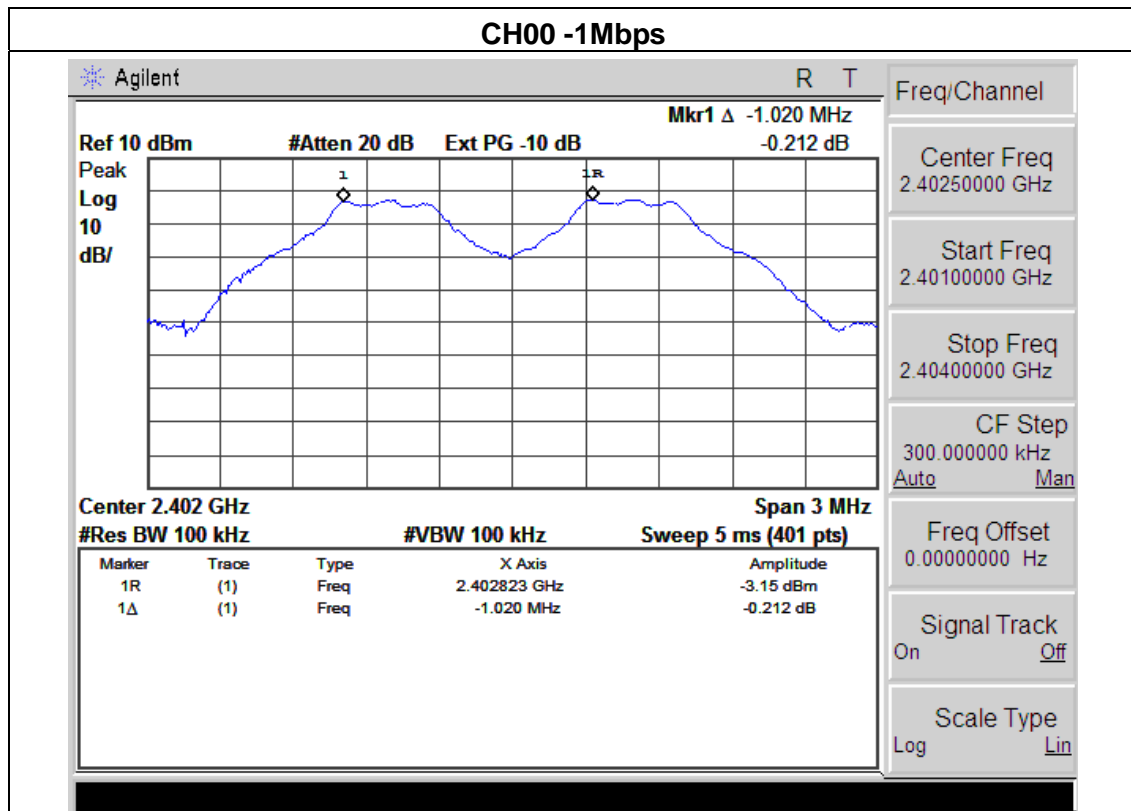 CH00 -1Mbps
Agilent
R T
Mkr1 Δ -1.020 MHz
Ref 10 dBm #Atten 20 dB Ext PG -10 dB -0.212 dB
Peak
Log
10
dB/
1
1R
Center 2.402 GHz Span 3 MHz
#Res BW 100 kHz #VBW 100 kHz Sweep 5 ms (401 pts)
Marker Trace Type X Axis Amplitude
1R (1) Freq 2.402823 GHz -3.15 dBm
1Δ (1) Freq -1.020 MHz -0.212 dB
Freq/Channel
Center Freq
2.40250000 GHz
Start Freq
2.40100000 GHz
Stop Freq
2.40400000 GHz
CF Step
300.000000 kHz
Auto Man
Freq Offset
0.00000000 Hz
Signal Track
On Off
Scale Type
Log Lin